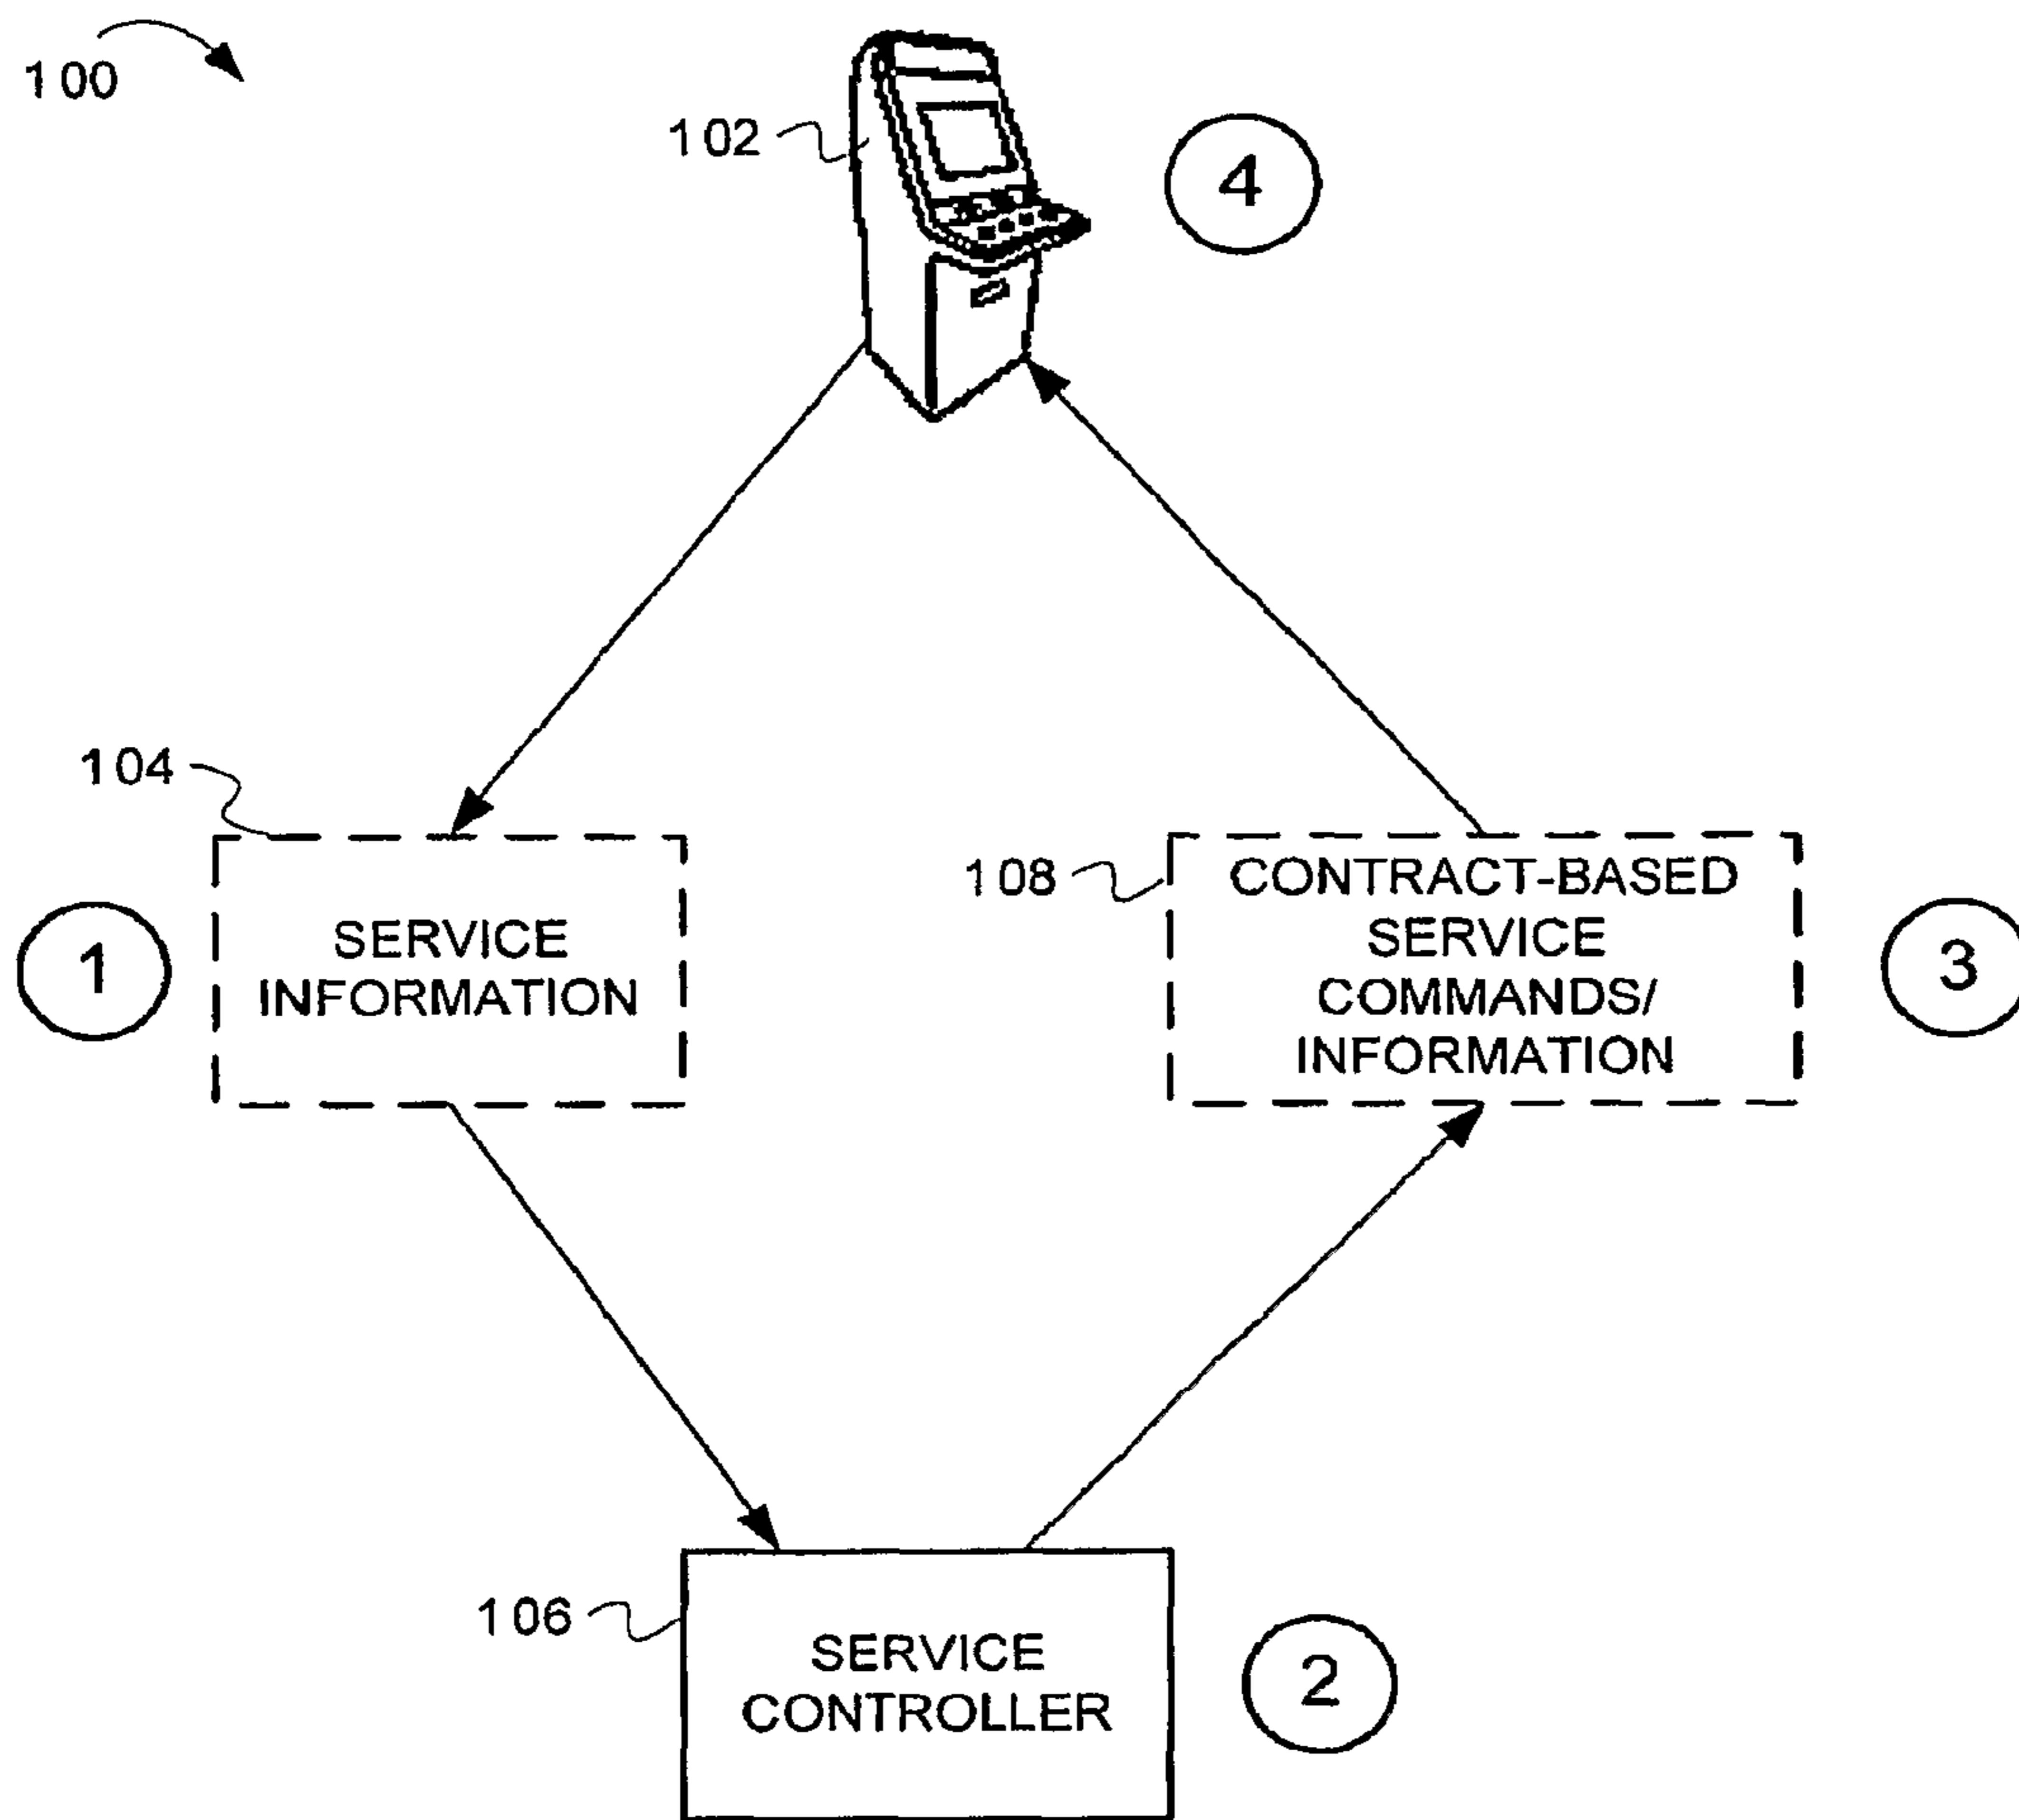 100
102
4
104
1
SERVICE
INFORMATION
108
CONTRACT-BASED
SERVICE
COMMANDS/
INFORMATION
3
106
SERVICE
CONTROLLER
2